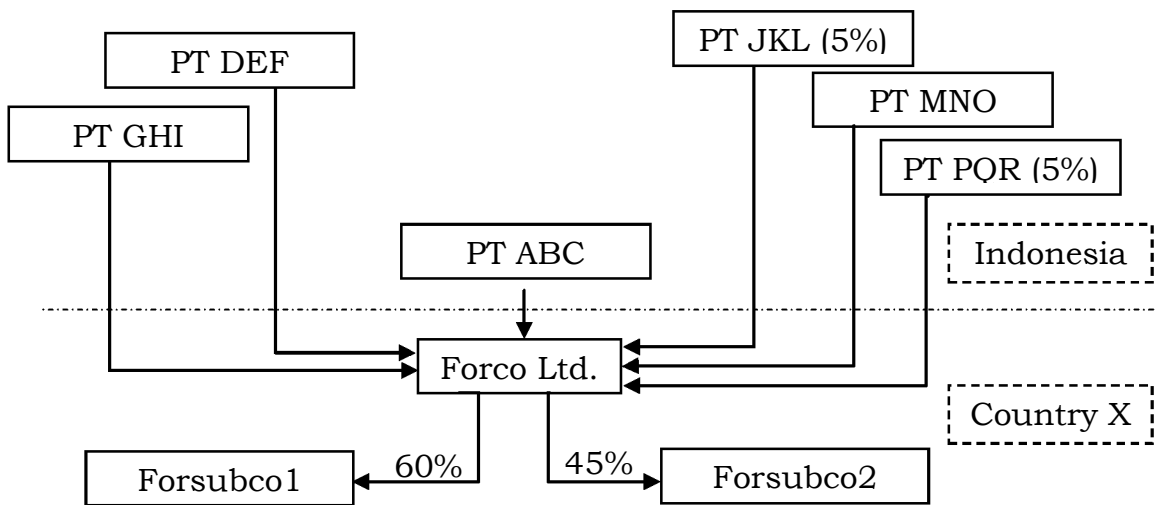 PT JKL (5%)
PT DEF
PT MNO
PT GHI
PT PQR (5%)
PT ABC
Indonesia
Forco Ltd.
Country X
60%
45%
Forsubco1
Forsubco2